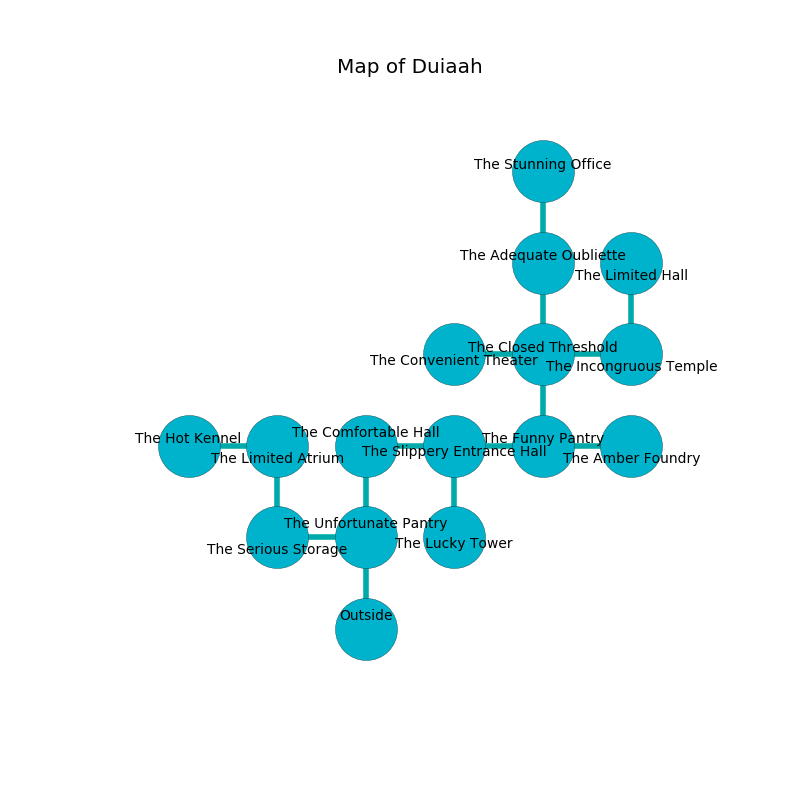 Map of Duiaah
The Stunning Office
The Adequate Oubliette
The Limited Hall
The Closed Threshold
The Convenient Theater
The Incongruous Temple
The Comfortable Hall
The Hot Kennel
The Funny Pantry
The Slippery Entrance Hall
The Limited Atrium
The Amber Foundry
The Unfortunate Pantry
The Lucky Tower
The Serious Storage
Outside